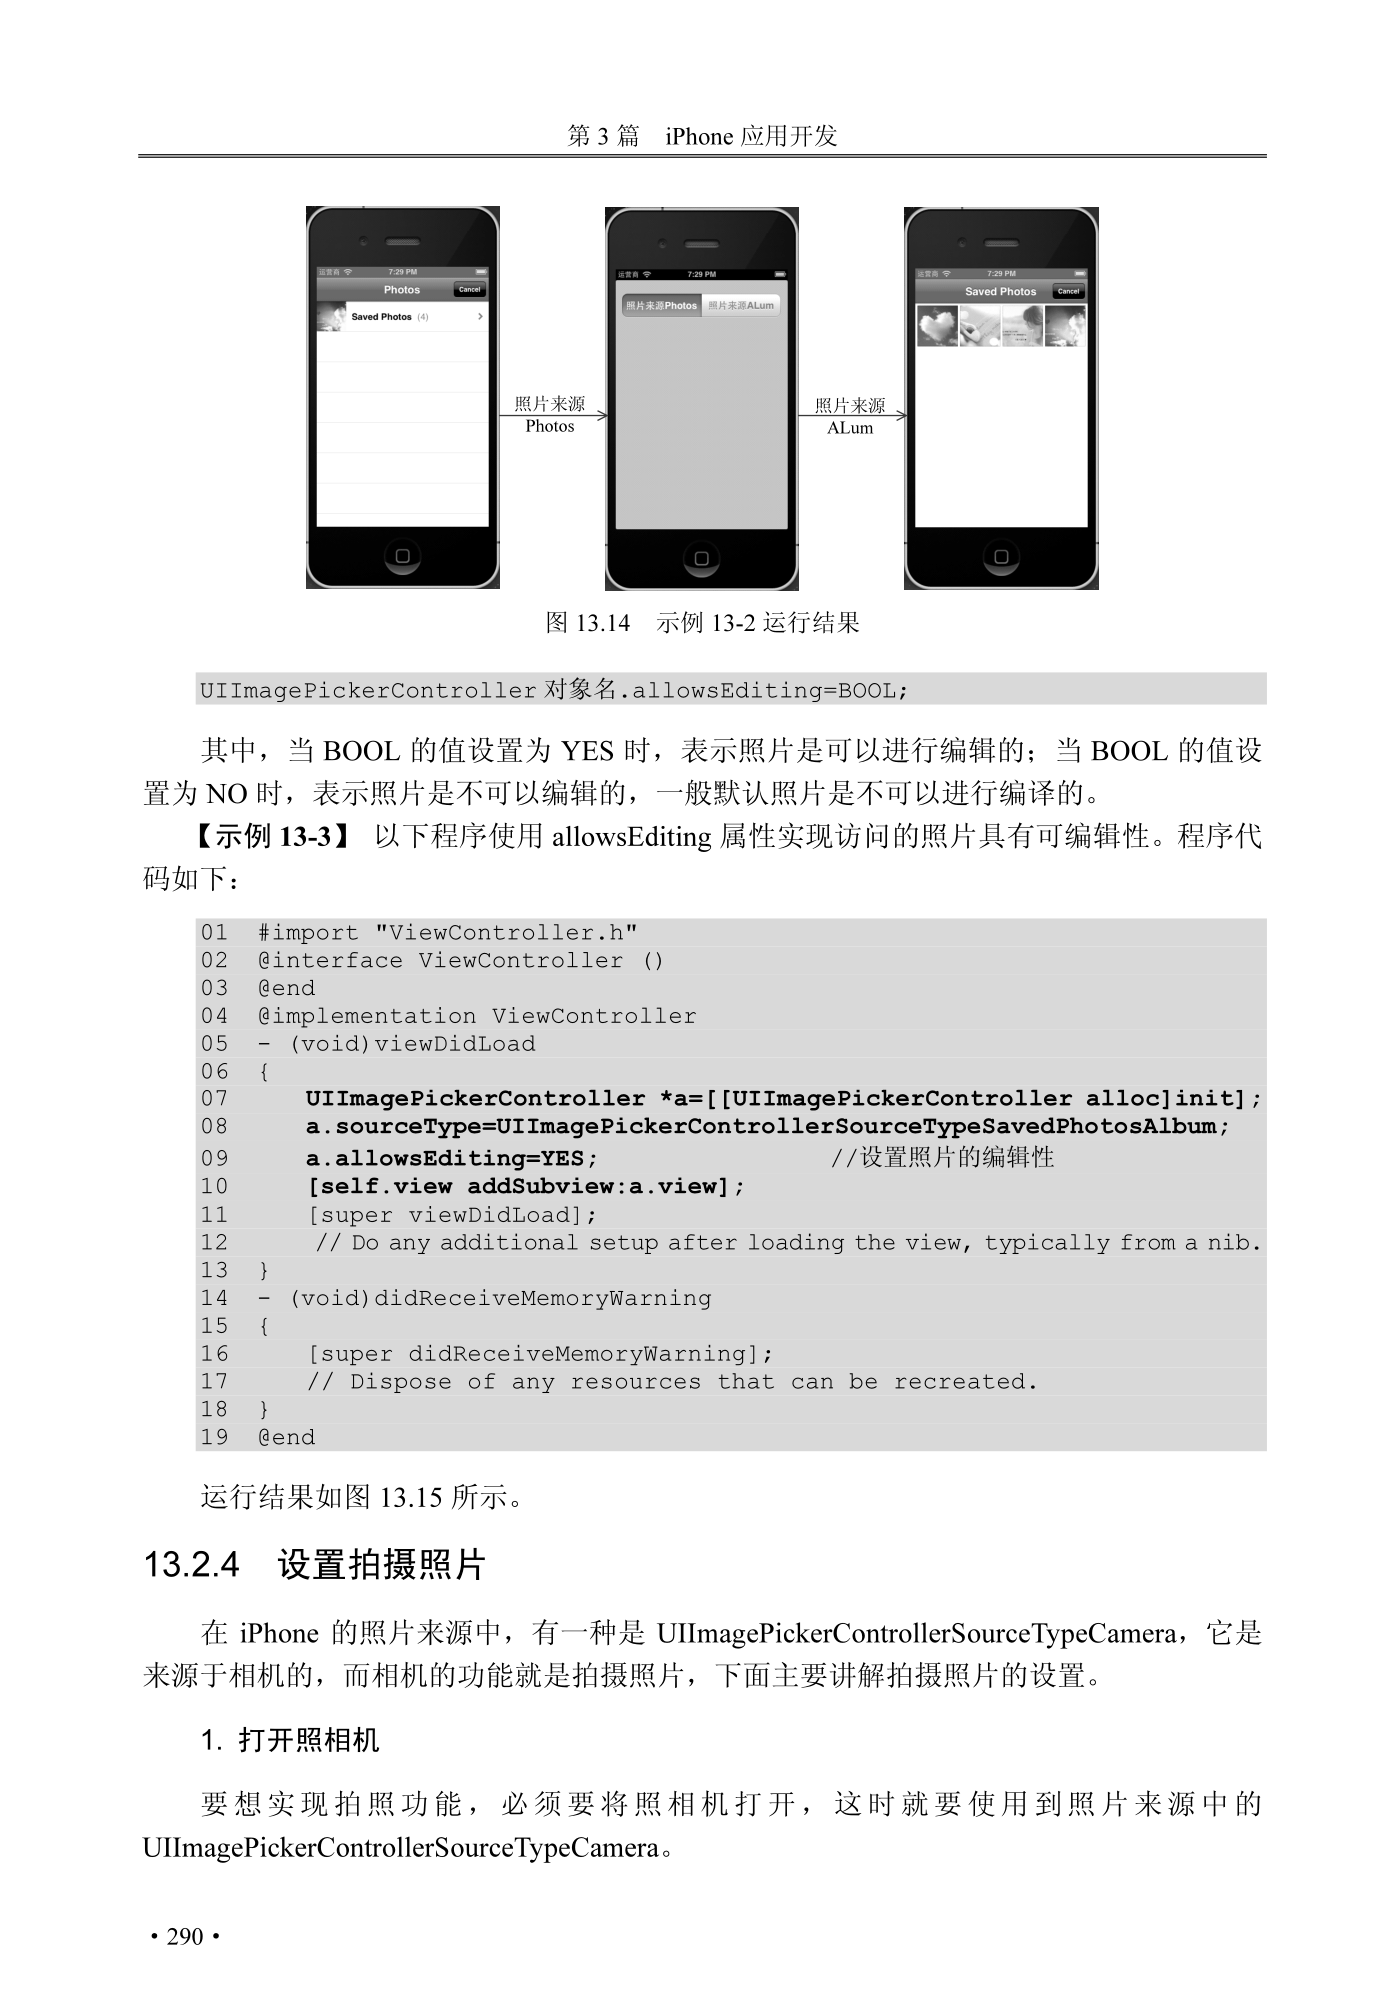 第 3 篇 iPhone 应用开发
运营商 7:29 PM
Photos Cancel
Saved Photos (4)
照片来源
Photos
运营商 7:29 PM
照片来源Photos 照片来源ALum
照片来源
ALum
运营商 7:29 PM
Saved Photos Cancel
图 13.14 示例 13-2 运行结果
UIImagePickerController 对象名.allowsEditing=BOOL;
其中，当 BOOL 的值设置为 YES 时，表示照片是可以进行编辑的；当 BOOL 的值设
置为 NO 时，表示照片是不可以编辑的，一般默认照片是不可以进行编译的。
【示例 13-3】 以下程序使用 allowsEditing 属性实现访问的照片具有可编辑性。程序代
码如下：
01 #import "ViewController.h"
02 @interface ViewController ()
03 @end
04 @implementation ViewController
05 - (void)viewDidLoad
06 {
07 UIImagePickerController *a=[[UIImagePickerController alloc]init];
08 a.sourceType=UIImagePickerControllerSourceTypeSavedPhotosAlbum;
09 a.allowsEditing=YES; //设置照片的编辑性
10 [self.view addSubview:a.view];
11 [super viewDidLoad];
12 // Do any additional setup after loading the view, typically from a nib.
13 }
14 - (void)didReceiveMemoryWarning
15 {
16 [super didReceiveMemoryWarning];
17 // Dispose of any resources that can be recreated.
18 }
19 @end
运行结果如图 13.15 所示。
13.2.4 设置拍摄照片
在 iPhone 的照片来源中，有一种是 UIImagePickerControllerSourceTypeCamera，它是
来源于相机的，而相机的功能就是拍摄照片，下面主要讲解拍摄照片的设置。
1. 打开照相机
要想实现拍照功能，必须要将照相机打开，这时就要使用到照片来源中的
UIImagePickerControllerSourceTypeCamera。
·290·